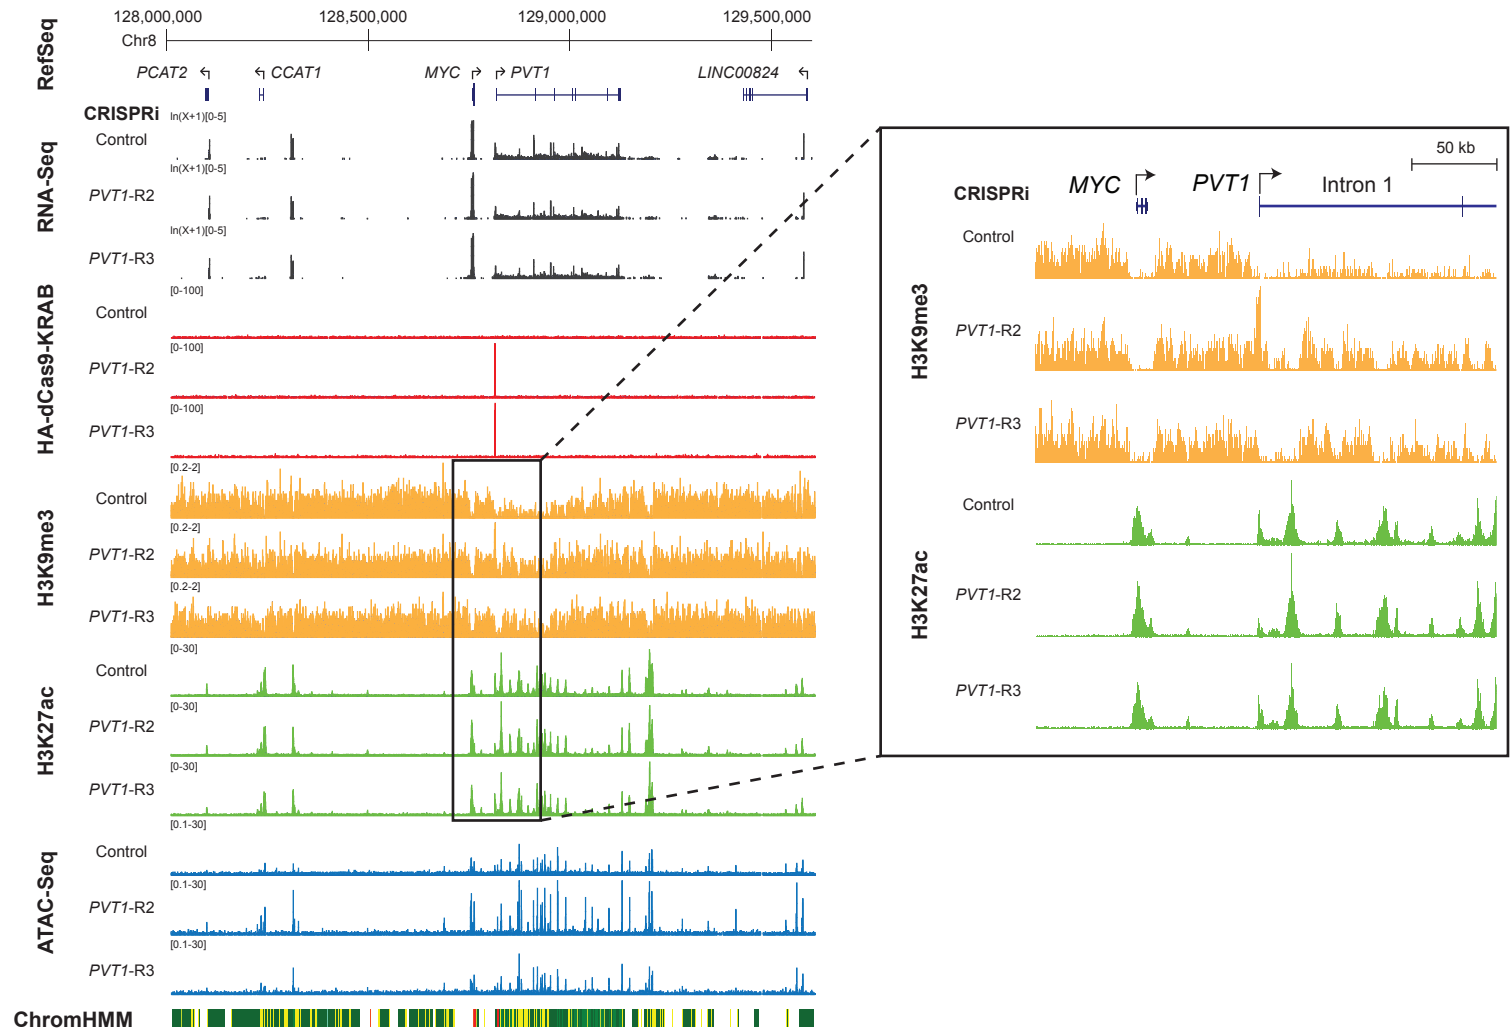 128,000,000 128,500,000 129,000,000 129,500,000
Chr8
RefSeq
PCAT2 CCAT1 MYC PVT1 LINC00824
CRISPRi ln(X+1)[0-5]
Control
ln(X+1)[0-5]
RNA-Seq
PVT1-R2
ln(X+1)[0-5]
PVT1-R3
[0-100]
HA-dCas9-KRAB
Control
[0-100]
PVT1-R2
[0-100]
PVT1-R3
[0.2-2]
H3K9me3
Control
[0.2-2]
PVT1-R2
[0.2-2]
PVT1-R3
[0-30]
H3K27ac
Control
[0-30]
PVT1-R2
[0-30]
PVT1-R3
[0.1-30]
ATAC-Seq
Control
[0.1-30]
PVT1-R2
[0.1-30]
PVT1-R3
ChromHMM
50 kb
CRISPRi MYC PVT1 Intron 1
H3K9me3
Control
PVT1-R2
PVT1-R3
H3K27ac
Control
PVT1-R2
PVT1-R3